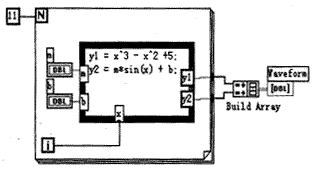 11 N
m
DBL
m
b
DBL
b
y1 = x^3 - x^2 +5;
y2 = m*sin(x) + b;
y1
y2
x
i
Waveform
[DBL]
Build Array